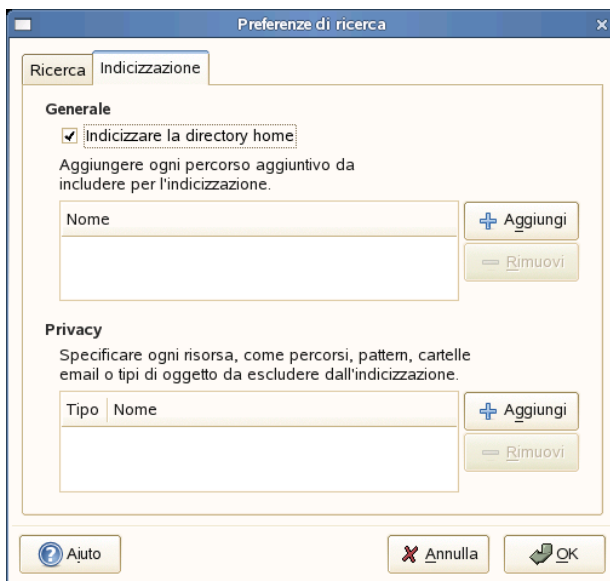 Preferenze di ricerca
Ricerca
Indicizzazione
Generale
Indicizzare la directory home
Aggiungere ogni percorso aggiuntivo da
includere per l'indicizzazione.
Nome
Aggiungi
Rimuovi
Privacy
Specificare ogni risorsa, come percorsi, pattern, cartelle
email o tipi di oggetto da escludere dall'indicizzazione.
Tipo Nome
Aggiungi
Rimuovi
Aiuto
Annulla
OK